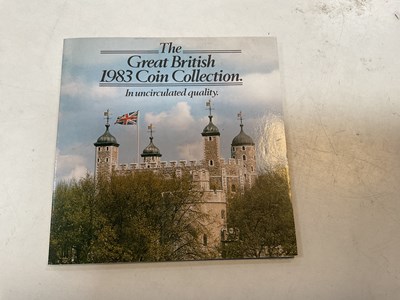 The
Great British
1983 Coin Collection.
In uncirculated quality.